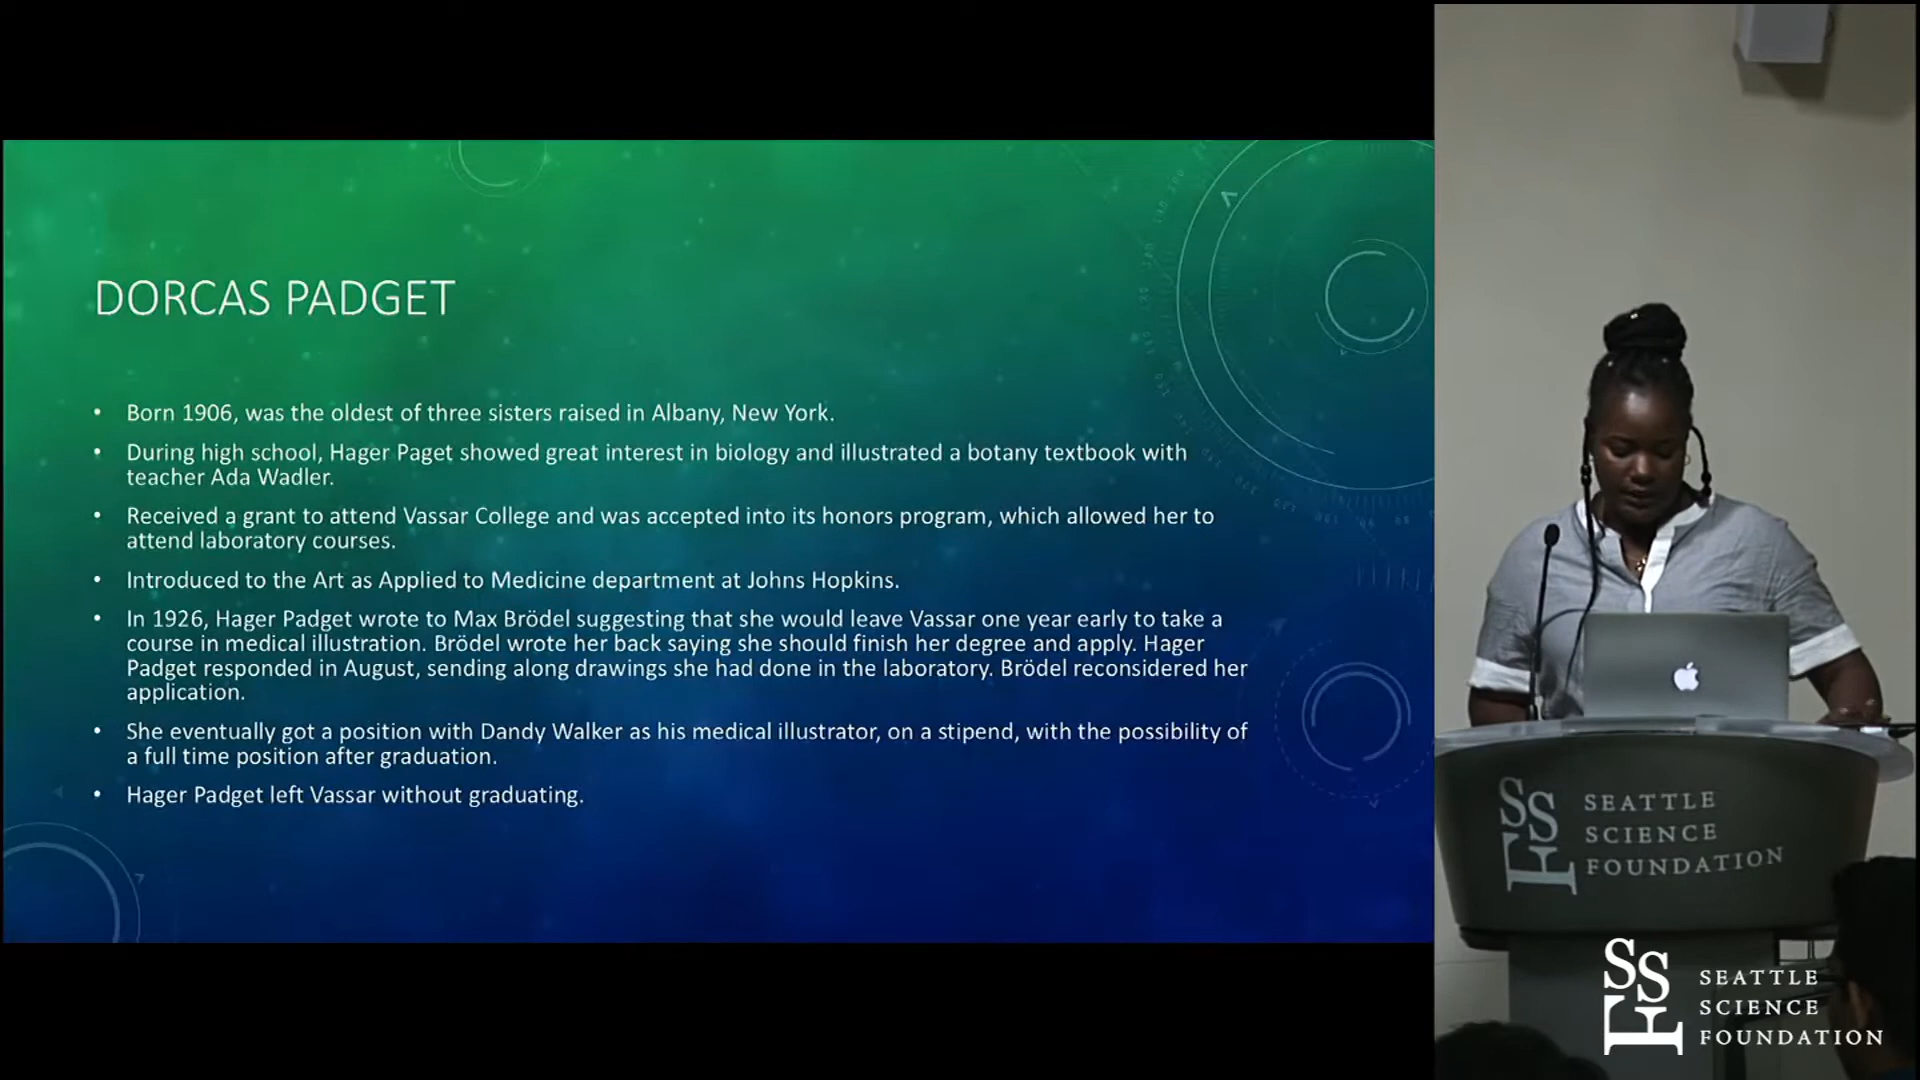 DORCAS PADGET
• Born 1906, was the oldest of three sisters raised in Albany, New York.
• During high school, Hager Paget showed great interest in biology and illustrated a botany textbook with
teacher Ada Wadler.
• Received a grant to attend Vassar College and was accepted into its honors program, which allowed her to
attend laboratory courses.
• Introduced to the Art as Applied to Medicine department at Johns Hopkins.
• In 1926, Hager Padget wrote to Max Brödel suggesting that she would leave Vassar one year early to take a
course in medical illustration. Brödel wrote her back saying she should finish her degree and apply. Hager
Padget responded in August, sending along drawings she had done in the laboratory. Brödel reconsidered her
application.
• She eventually got a position with Dandy Walker as his medical illustrator, on a stipend, with the possibility of
a full time position after graduation.
• Hager Padget left Vassar without graduating.
SSF
SEATTLE
SCIENCE
FOUNDATION
SSF
SEATTLE
SCIENCE
FOUNDATION